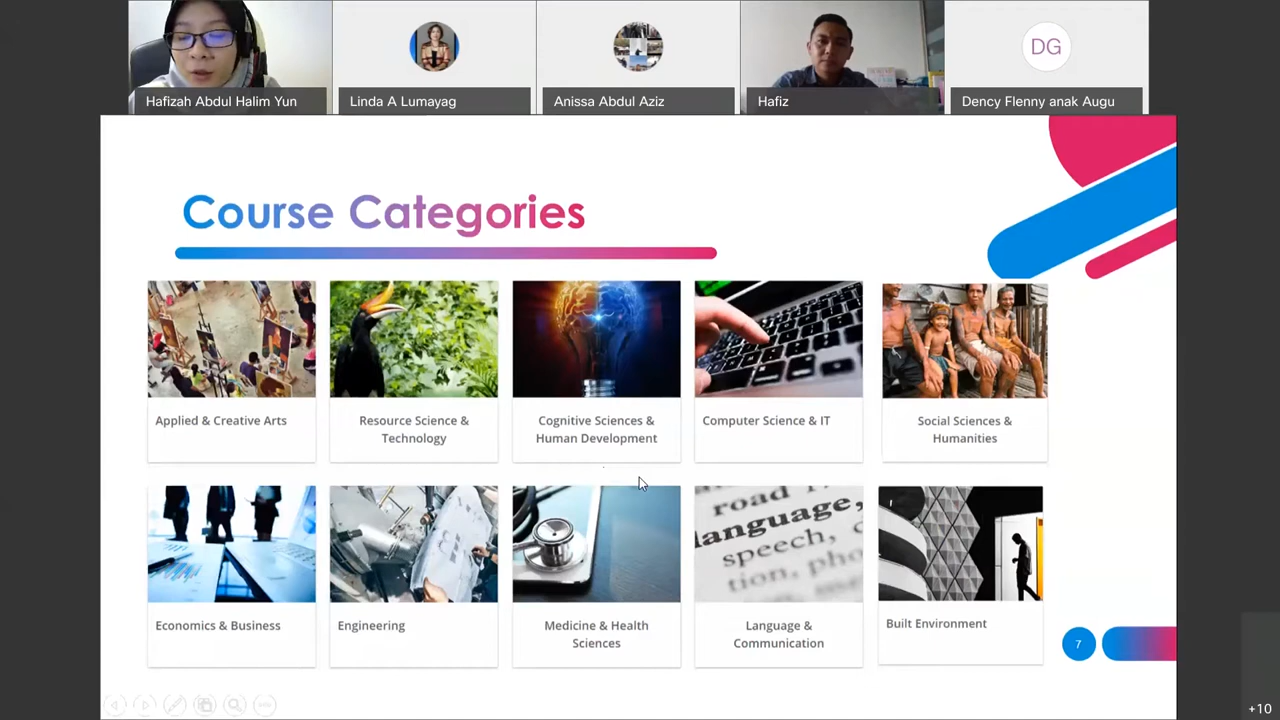 Hafizah Abdul Halim Yun
Linda A Lumayag
Anissa Abdul Aziz
Hafiz
DG
Dency Flenny anak Augu
Course Categories
Applied & Creative Arts
Resource Science &
Technology
Cognitive Sciences &
Human Development
Computer Science & IT
Social Sciences &
Humanities
road
language,
speech,
tion, pho
Economics & Business
Engineering
Medicine & Health
Sciences
Language &
Communication
Built Environment
7
+10